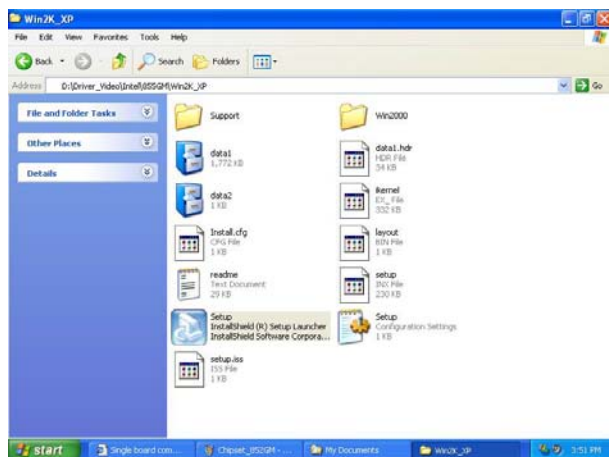 Win2K_XP
File Edit View Favorites Tools Help
Back Search Folders
Address D:\Driver_Video\Intel\855GM\Win2K_XP Go
File and Folder Tasks
Other Places
Details
Support
Win2000
data1
1,772 KB
data1.hdr
HDR File
54 KB
data2
1 KB
ikernel
EX_ File
332 KB
Install.cfg
CFG File
1 KB
layout
BIN File
1 KB
readme
Text Document
29 KB
setup
INX File
230 KB
Setup
InstallShield (R) Setup Launcher
InstallShield Software Corpora...
Setup
Configuration Settings
1 KB
setup.iss
ISS File
1 KB
start Single board com... Chipset_852GM - ... My Documents Win2K_XP 3:51 PM